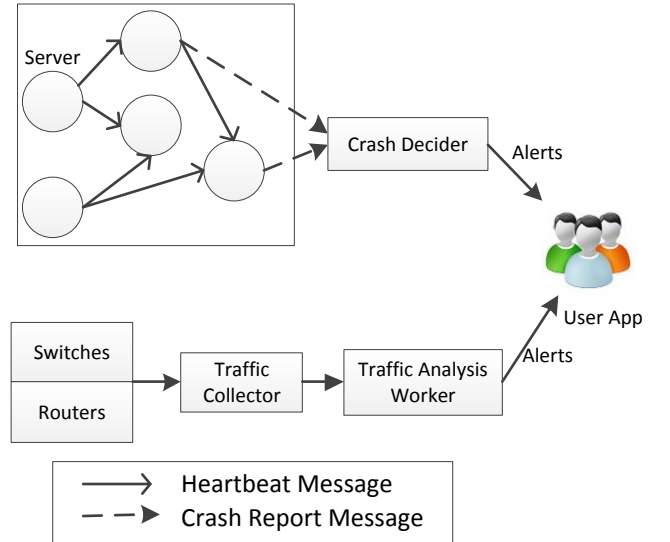 Server
Crash Decider
Alerts
User App
Switches
Routers
Traffic
Collector
Traffic Analysis
Worker
Alerts
Heartbeat Message
Crash Report Message